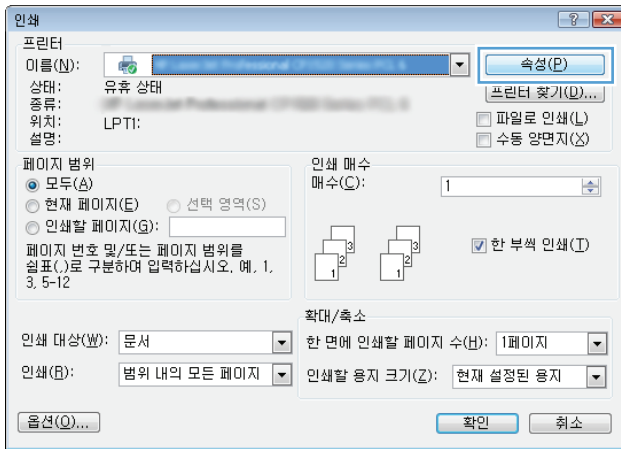 인쇄
프린터
이름(N):
속성(P)
상태: 유휴 상태
프린터 찾기(D)...
종류:
위치: LPT1:
파일로 인쇄(L)
설명:
수동 양면지(X)
페이지 범위
모두(A)
현재 페이지(E) 선택 영역(S)
인쇄할 페이지(G):
페이지 번호 및/또는 페이지 범위를
쉼표(,)로 구분하여 입력하십시오. 예, 1,
3, 5-12
인쇄 매수
매수(C): 1
1 2 3 1 2 3
한 부씩 인쇄(T)
인쇄 대상(W): 문서
인쇄(R): 범위 내의 모든 페이지
확대/축소
한 면에 인쇄할 페이지 수(H): 1페이지
인쇄할 용지 크기(Z): 현재 설정된 용지
옵션(O)...
확인
취소